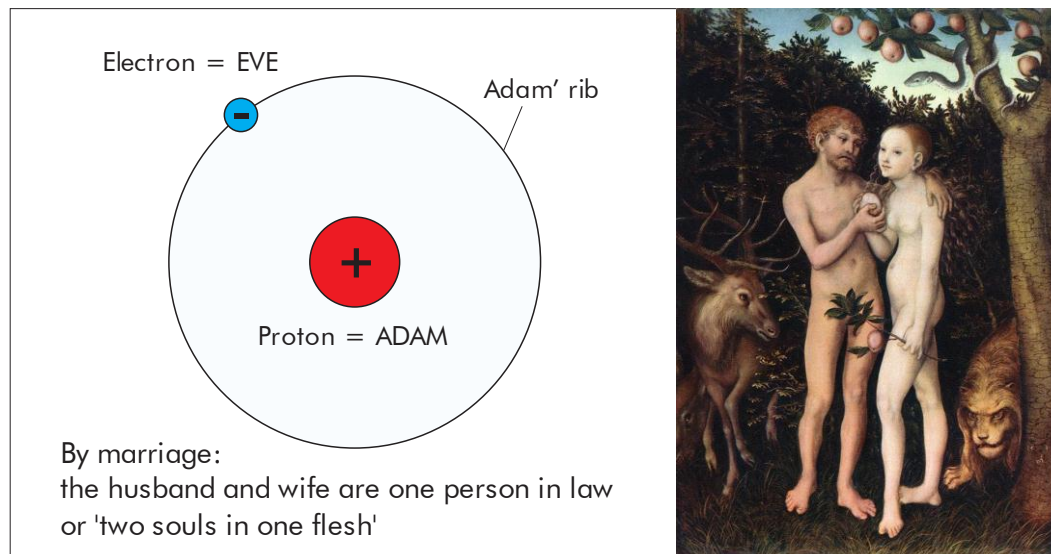 Electron = EVE
Adam' rib
-
+
Proton = ADAM
By marriage:
the husband and wife are one person in law
or 'two souls in one flesh'